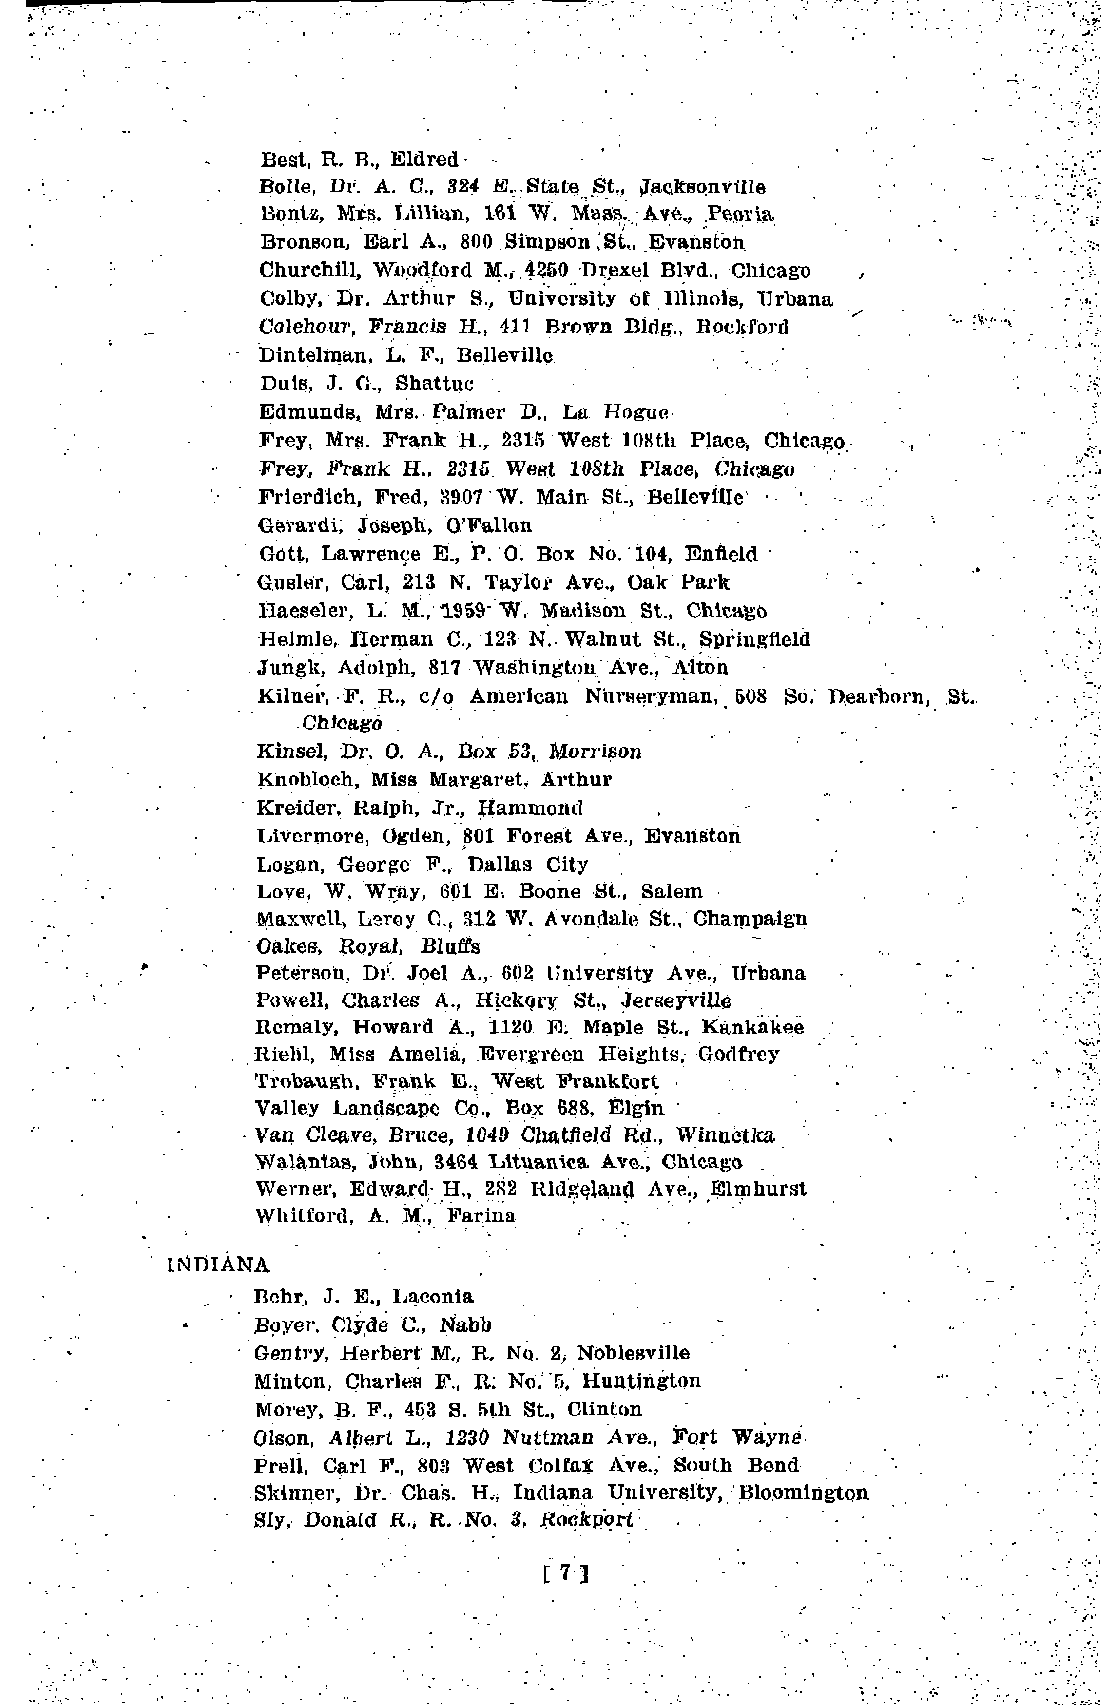 Best, R. B., Eldred
Bolle, Dr. A. C., 324 E. State St., Jacksonville
Bontz, Mrs. Lillian, 161 W. Mass. Ave., Peoria
Bronson, Earl A., 800 Simpson St., Evanston
Churchill, Woodford M., 4250 Drexel Blvd., Chicago
Colby, Dr. Arthur S., University of Illinois, Urbana
Colehour, Francis H., 411 Brown Bldg., Rockford
Dintelman, L. F., Belleville
Duis, J. G., Shattuc
Edmunds, Mrs. Palmer D., La Hogue
Frey, Mrs. Frank H., 2315 West 108th Place, Chicago
Frey, Frank H., 2315 West 108th Place, Chicago
Frierdich, Fred, 3907 W. Main St., Belleville
Gerardi, Joseph, O'Fallon
Gott, Lawrence E., P. O. Box No. 104, Enfield
Gusler, Carl, 213 N. Taylor Ave., Oak Park
Haeseler, L. M., 1959 W. Madison St., Chicago
Helmle, Herman C., 123 N. Walnut St., Springfield
Jungk, Adolph, 817 Washington Ave., Alton
Kilner, F. R., c/o American Nurseryman, 508 So. Dearborn, St.
Chicago
Kinsel, Dr. O. A., Box 53, Morrison
Knobloch, Miss Margaret, Arthur
Kreider, Ralph, Jr., Hammond
Livermore, Ogden, 801 Forest Ave., Evanston
Logan, George F., Dallas City
Love, W. Wray, 601 E. Boone St., Salem
Maxwell, Leroy C., 312 W. Avondale St., Champaign
Oakes, Royal, Bluffs
Peterson, Dr. Joel A., 602 University Ave., Urbana
Powell, Charles A., Hickory St., Jerseyville
Remaly, Howard A., 1120 E. Maple St., Kankakee
Riehl, Miss Amelia, Evergreen Heights, Godfrey
Trobaugh, Frank E., West Frankfort
Valley Landscape Co., Box 688, Elgin
Van Cleave, Bruce, 1049 Chatfield Rd., Winnetka
Walantas, John, 3464 Lituanica Ave., Chicago
Werner, Edward H., 282 Ridgeland Ave., Elmhurst
Whitford, A. M., Farina
INDIANA
Behr, J. E., Laconia
Boyer, Clyde C., Nabb
Gentry, Herbert M., R. No. 2, Noblesville
Minton, Charles F., R. No. 5, Huntington
Morey, B. F., 453 S. 5th St., Clinton
Olson, Albert L., 1230 Nuttman Ave., Fort Wayne
Prell, Carl F., 803 West Colfax Ave., South Bend
Skinner, Dr. Chas. H., Indiana University, Bloomington
Sly, Donald R., R. No. 3, Rockport
[ 7 ]